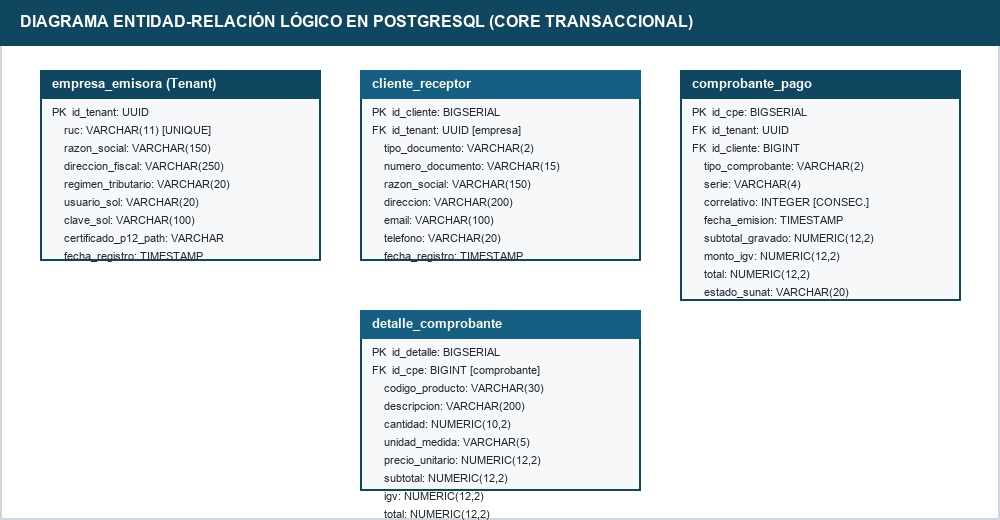 DIAGRAMA ENTIDAD-RELACIÓN LÓGICO EN POSTGRESQL (CORE TRANSACCIONAL)
empresa_emisora (Tenant)
PK id_tenant: UUID
ruc: VARCHAR(11) [UNIQUE]
razon_social: VARCHAR(150)
direccion_fiscal: VARCHAR(250)
regimen_tributario: VARCHAR(20)
usuario_sol: VARCHAR(20)
clave_sol: VARCHAR(100)
certificado_p12_path: VARCHAR
fecha_registro: TIMESTAMP
cliente_receptor
PK id_cliente: BIGSERIAL
FK id_tenant: UUID [empresa]
tipo_documento: VARCHAR(2)
numero_documento: VARCHAR(15)
razon_social: VARCHAR(150)
direccion: VARCHAR(200)
email: VARCHAR(100)
telefono: VARCHAR(20)
fecha_registro: TIMESTAMP
comprobante_pago
PK id_cpe: BIGSERIAL
FK id_tenant: UUID
FK id_cliente: BIGINT
tipo_comprobante: VARCHAR(2)
serie: VARCHAR(4)
correlativo: INTEGER [CONSEC.]
fecha_emision: TIMESTAMP
subtotal_gravado: NUMERIC(12,2)
monto_igv: NUMERIC(12,2)
total: NUMERIC(12,2)
estado_sunat: VARCHAR(20)
detalle_comprobante
PK id_detalle: BIGSERIAL
FK id_cpe: BIGINT [comprobante]
codigo_producto: VARCHAR(30)
descripcion: VARCHAR(200)
cantidad: NUMERIC(10,2)
unidad_medida: VARCHAR(5)
precio_unitario: NUMERIC(12,2)
subtotal: NUMERIC(12,2)
igv: NUMERIC(12,2)
total: NUMERIC(12,2)